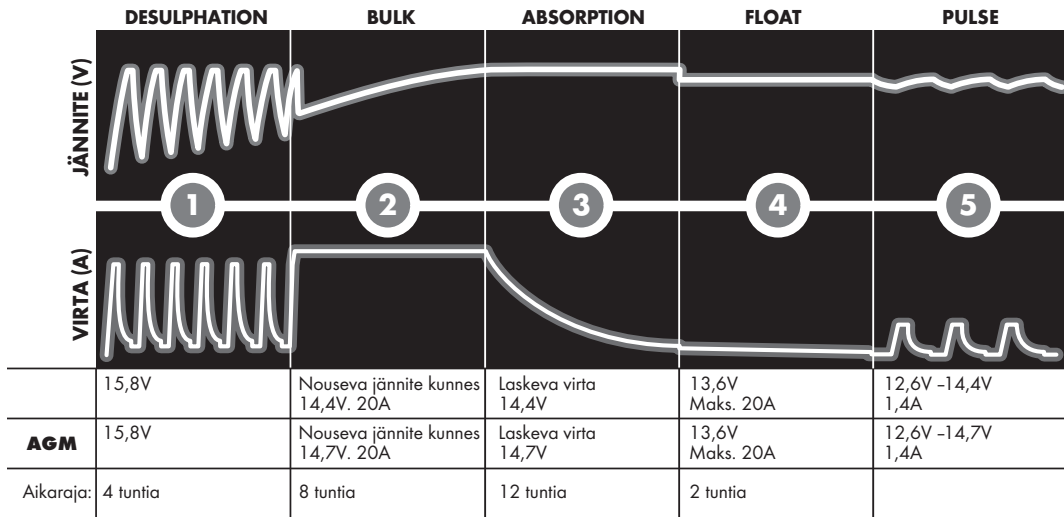 DESULPHATION BULK ABSORPTION FLOAT PULSE
JÄNNITE (V)
1 2 3 4 5
VIRTA (A)
15,8V Nouseva jännite kunnes Laskeva virta 13,6V 12,6V –14,4V
14,4V. 20A 14,4V Maks. 20A 1,4A
AGM 15,8V Nouseva jännite kunnes Laskeva virta 13,6V 12,6V –14,7V
14,7V. 20A 14,7V Maks. 20A 1,4A
Aikaraja: 4 tuntia 8 tuntia 12 tuntia 2 tuntia